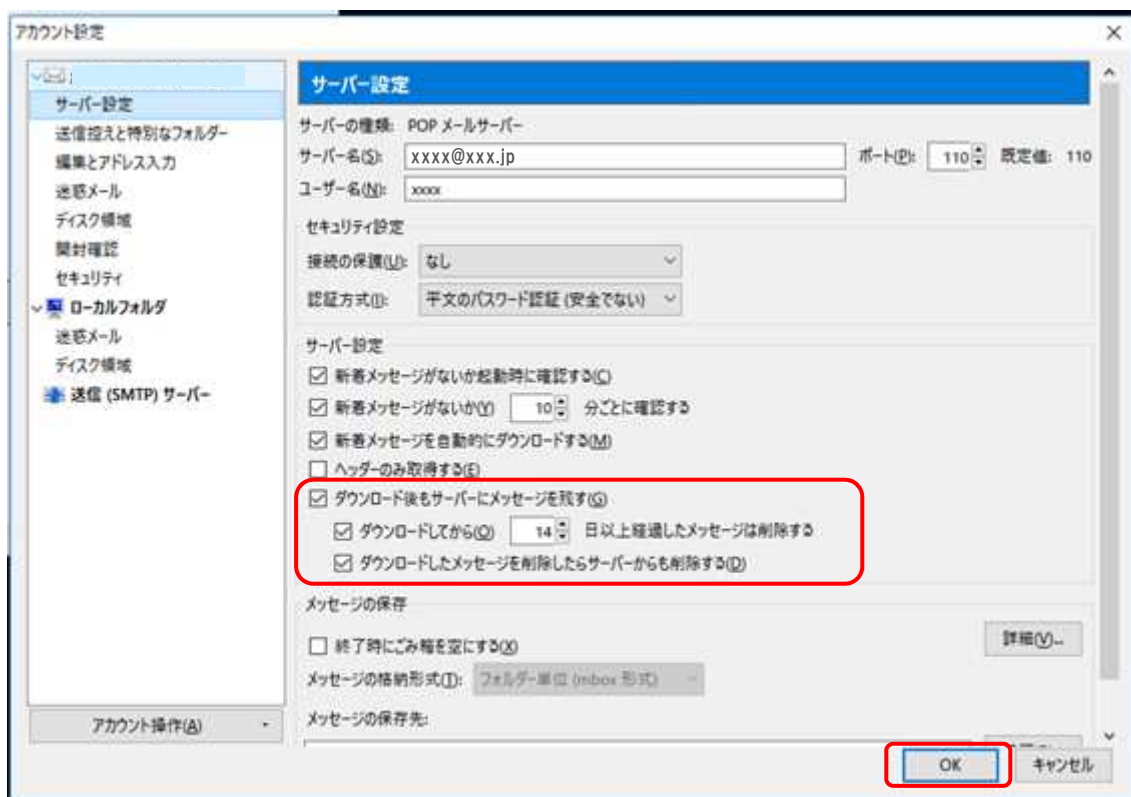 アカウント設定
サーバー設定
送信控えと特別なフォルダー
編集とアドレス入力
迷惑メール
ディスク領域
開封確認
セキュリティ
ローカルフォルダ
迷惑メール
ディスク領域
送信 (SMTP) サーバー
アカウント操作(A)
サーバー設定
サーバーの種類: POP メールサーバー
サーバー名(S): xxxx@xxx.jp ポート(P): 110 既定値: 110
ユーザー名(N): xxxx
セキュリティ設定
接続の保護(U): なし
認証方式(I): 平文のパスワード認証 (安全でない)
サーバー設定
新着メッセージがないか起動時に確認する(C)
新着メッセージがないか(Y) 10 分ごとに確認する
新着メッセージを自動的にダウンロードする(M)
ヘッダーのみ取得する(E)
ダウンロード後もサーバーにメッセージを残す(G)
ダウンロードしてから(O) 14 日以上経過したメッセージは削除する
ダウンロードしたメッセージを削除したらサーバーからも削除する(D)
メッセージの保存
終了時にごみ箱を空にする(X) 詳細(V)...
メッセージの格納形式(T): フォルダー単位 (mbox 形式)
メッセージの保存先:
OK キャンセル